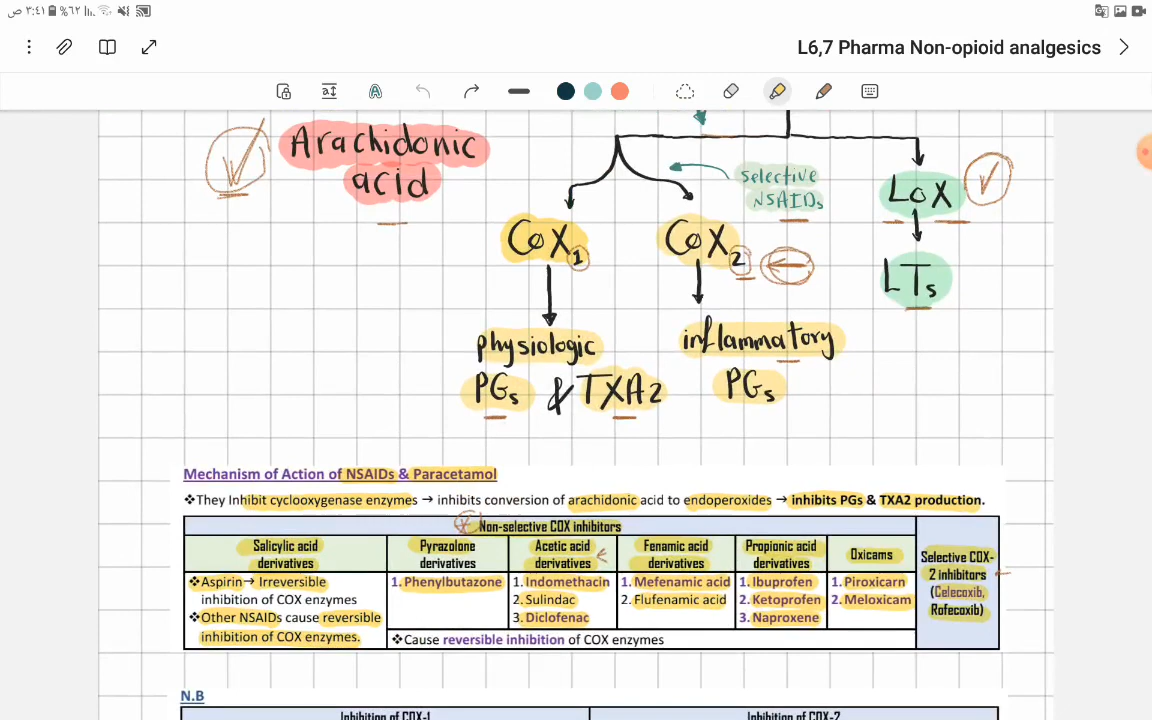 ص ٣:٤١ ٦٢٪
L6,7 Pharma Non-opioid analgesics
Arachidonic
acid
selective
NSAIDs
LOX
COX1
COX2
LTs
physiologic
PGs & TXA2
inflammatory
PGs
Mechanism of Action of NSAIDs & Paracetamol
❖They Inhibit cyclooxygenase enzymes → inhibits conversion of arachidonic acid to endoperoxides → inhibits PGs & TXA2 production.
Non-selective COX inhibitors
Salicylic acid
derivatives
Pyrazolone
derivatives
Acetic acid
derivatives
Fenamic acid
derivatives
Propionic acid
derivatives
Oxicams
Selective COX-
2 inhibitors
(Celecoxib,
Rofecoxib)
❖Aspirin→ Irreversible
inhibition of COX enzymes
❖Other NSAIDs cause reversible
inhibition of COX enzymes.
1. Phenylbutazone
1. Indomethacin
2. Sulindac
3. Diclofenac
1. Mefenamic acid
2. Flufenamic acid
1. Ibuprofen
2. Ketoprofen
3. Naproxene
1. Piroxicarn
2. Meloxicam
❖Cause reversible inhibition of COX enzymes
N.B
Inhibition of COX-1
Inhibition of COX-2